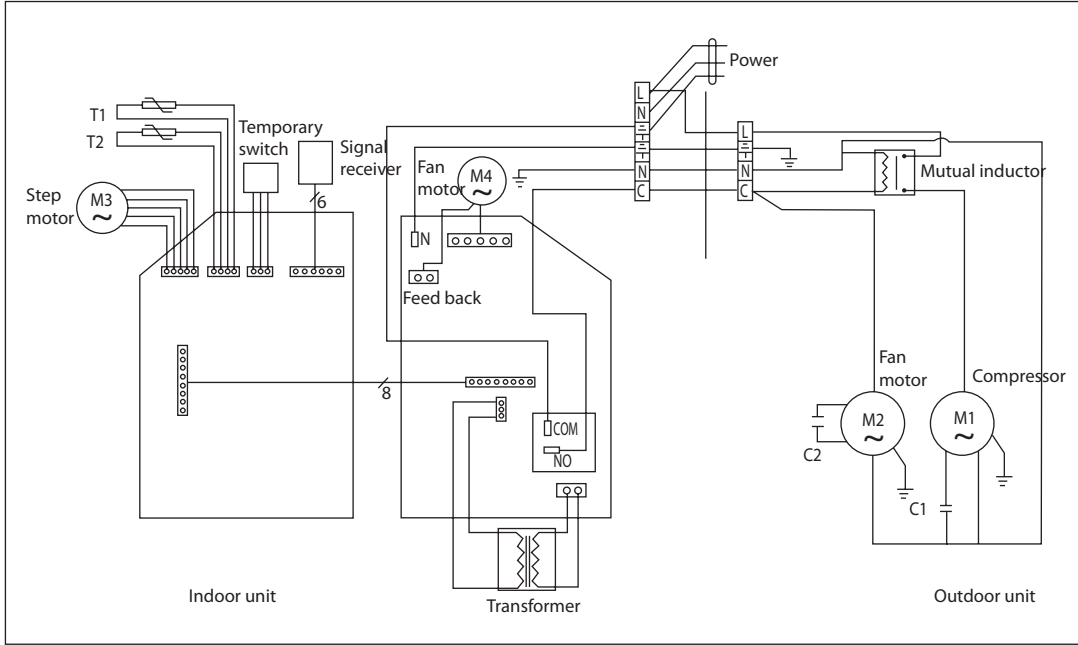 Power
L
N
T1
T2
Temporary
switch
Signal
receiver
6
Step
motor
M3
~
Fan
motor
M4
~
N
C
L
N
C
Mutual inductor
N
Feed back
8
COM
NO
Fan
motor
M2
~
C2
Compressor
M1
~
C1
Transformer
Indoor unit
Outdoor unit